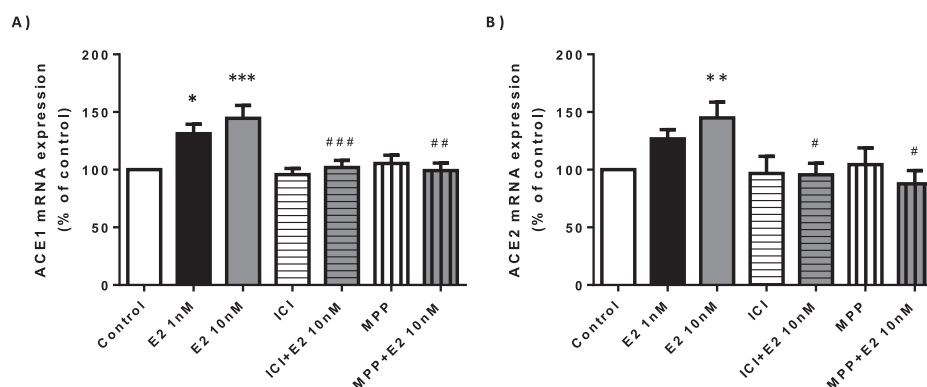 A)
ACE1 mRNA expression
(% of control)
200
150
100
50
0
*
***
###
##
Control
E2 1nM
E2 10nM
ICI
ICI+E2 10nM
MPP
MPP+E2 10nM
B)
ACE2 mRNA expression
(% of control)
200
150
100
50
0
**
#
#
Control
E2 1nM
E2 10nM
ICI
ICI+E2 10nM
MPP
MPP+E2 10nM